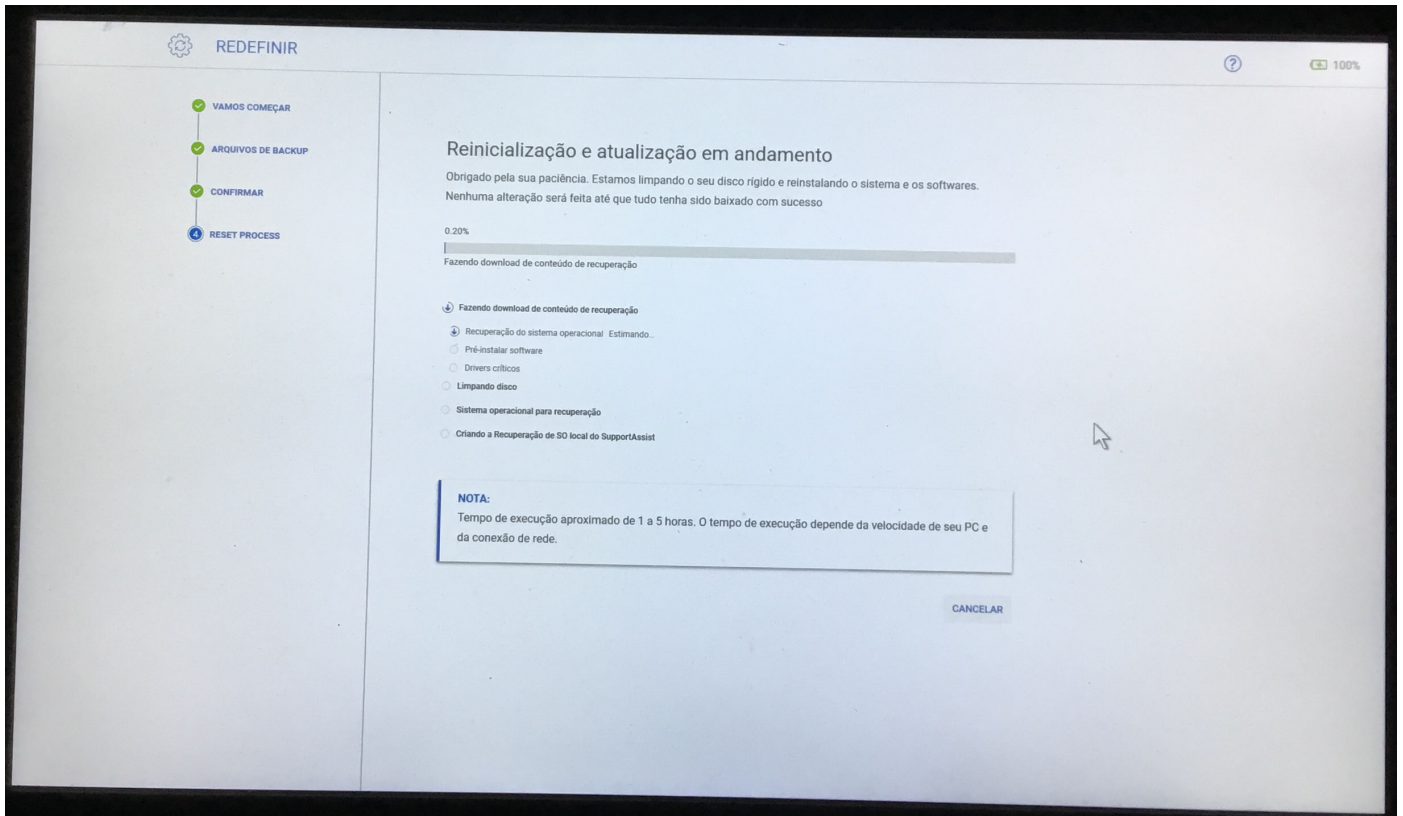 REDEFINIR
100%
VAMOS COMEÇAR
ARQUIVOS DE BACKUP
CONFIRMAR
4 RESET PROCESS
Reinicialização e atualização em andamento
Obrigado pela sua paciência. Estamos limpando o seu disco rígido e reinstalando o sistema e os softwares.
Nenhuma alteração será feita até que tudo tenha sido baixado com sucesso
0.20%
Fazendo download de conteúdo de recuperação
Fazendo download de conteúdo de recuperação
Recuperação do sistema operacional Estimando...
Pré-instalar software
Drivers críticos
Limpando disco
Sistema operacional para recuperação
Criando a Recuperação de SO local do SupportAssist
NOTA:
Tempo de execução aproximado de 1 a 5 horas. O tempo de execução depende da velocidade de seu PC e
da conexão de rede.
CANCELAR